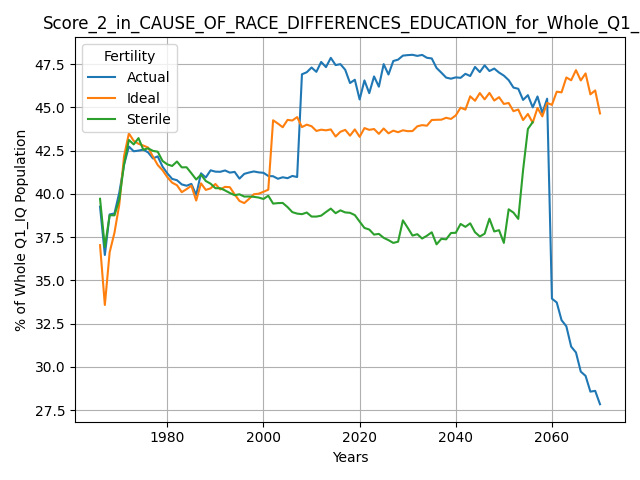 Score_2_in_CAUSE_OF_RACE_DIFFERENCES_EDUCATION_for_Whole_Q1_
Fertility
Actual
Ideal
Sterile
% of Whole Q1_IQ Population
47.5
45.0
42.5
40.0
37.5
35.0
32.5
30.0
27.5
1980
2000
2020
2040
2060
Years